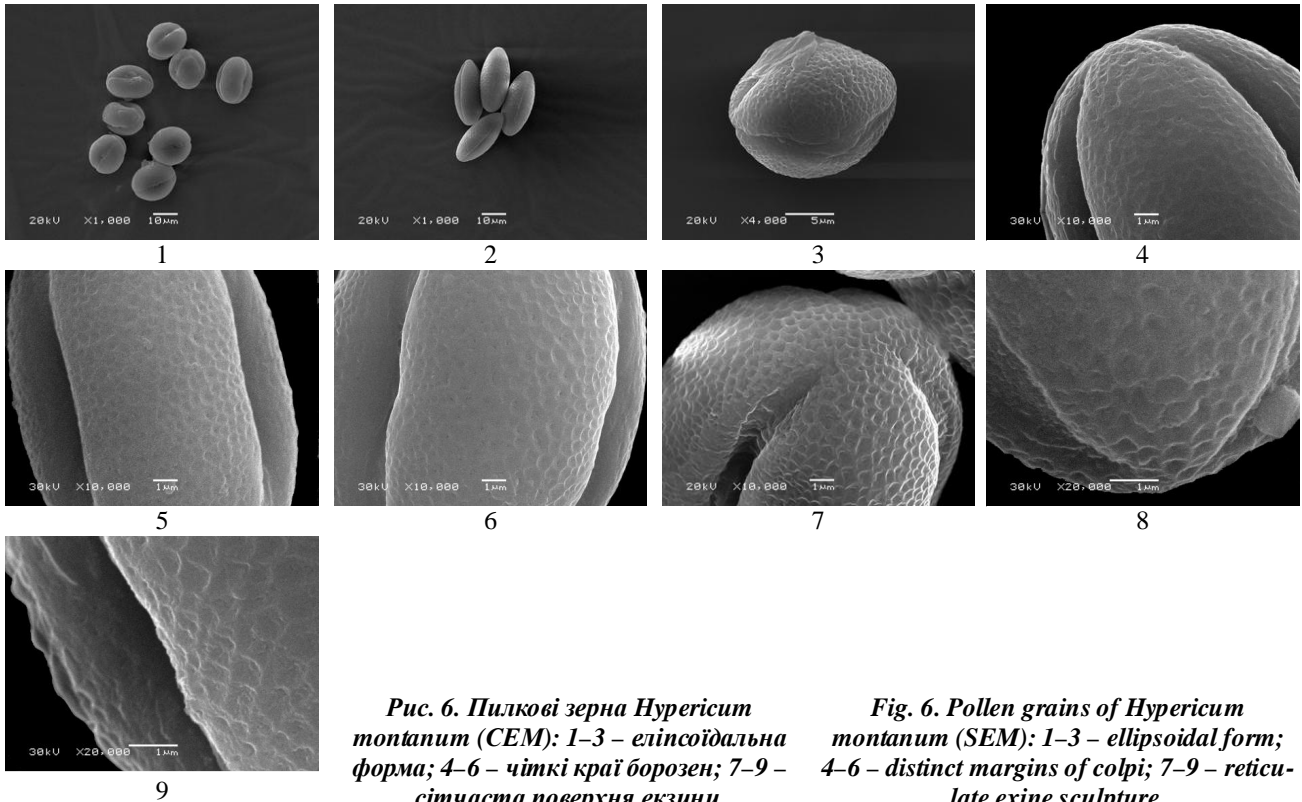 20kV X1,000 10µm
20kV X1,000 10µm
20kV X4,000 5µm
30kV X10,000 1µm
1
2
3
4
30kV X10,000 1µm
30kV X10,000 1µm
20kV X10,000 1µm
30kV X20,000 1µm
5
6
7
8
30kV X20,000 1µm
9
Рис. 6. Пилкові зерна Hypericum
montanum (СЕМ): 1–3 – еліпсоїдальна
форма; 4–6 – чіткі краї борозен; 7–9 –
сітчаста поверхня екзини
Fig. 6. Pollen grains of Hypericum
montanum (SEM): 1–3 – ellipsoidal form;
4–6 – distinct margins of colpi; 7–9 – reticu-
late exine sculpture